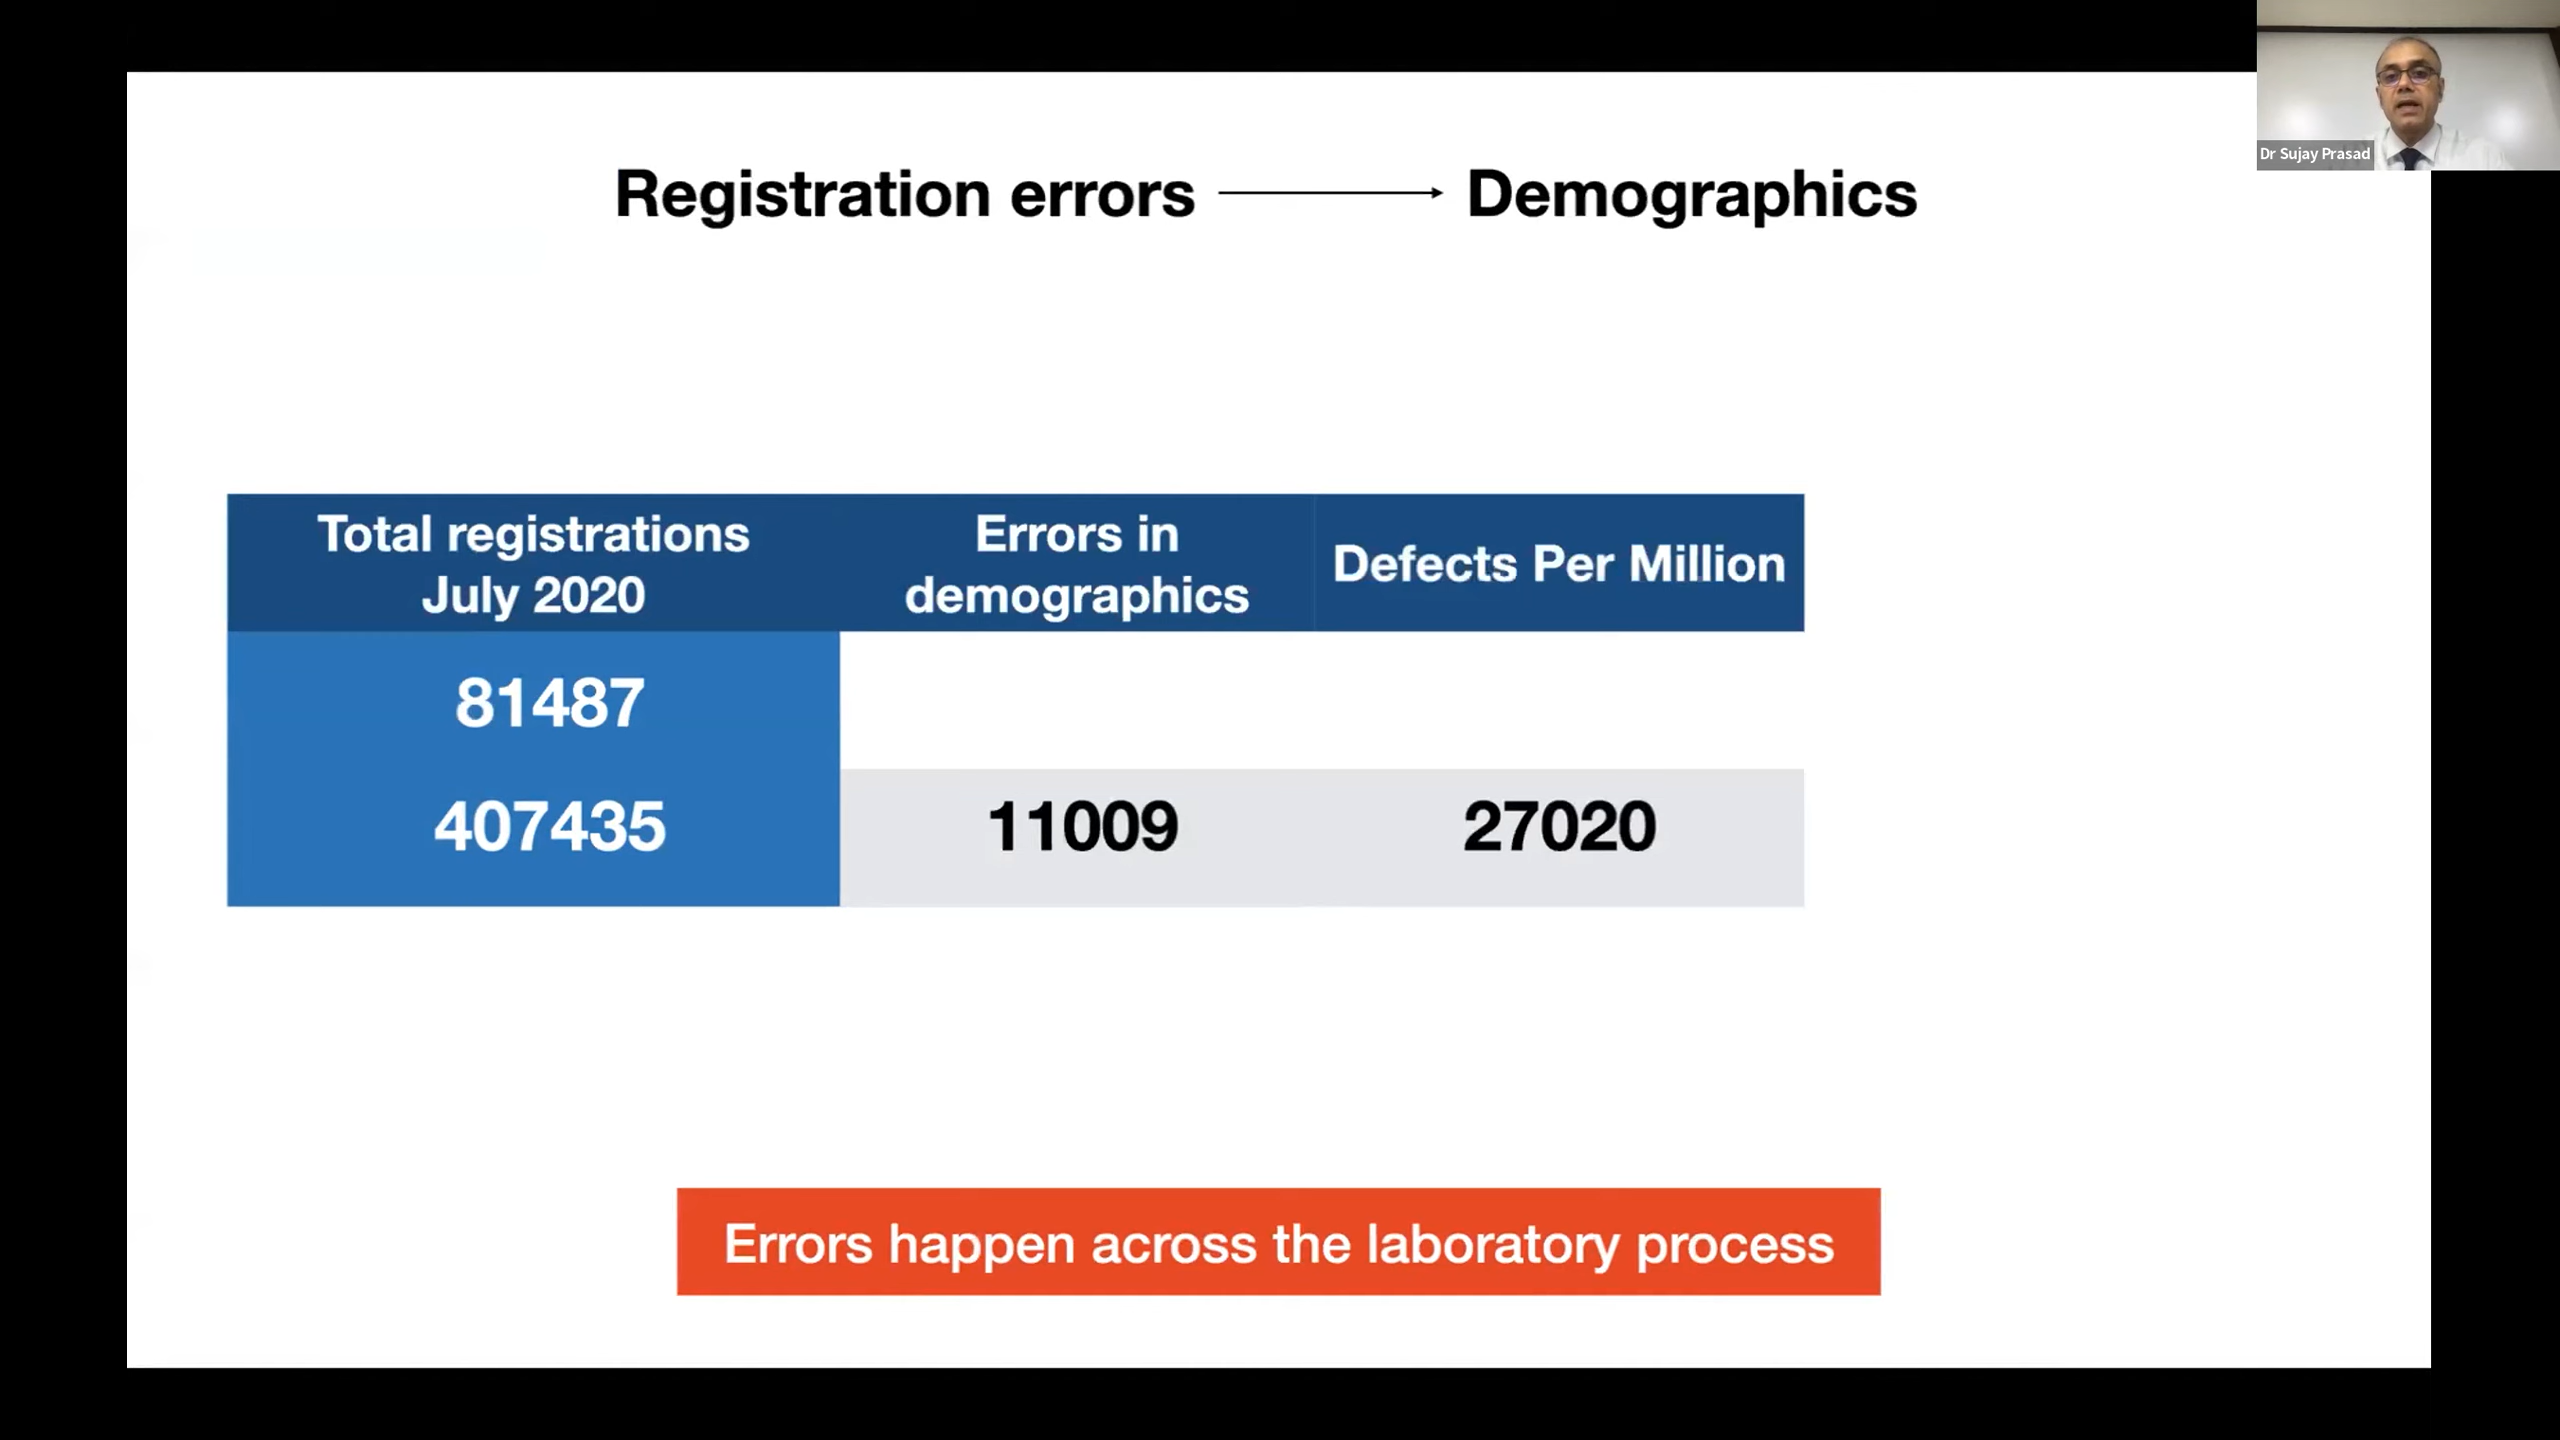 Dr Sujay Prasad
Registration errors Demographics
Total registrations
July 2020
Errors in
demographics
Defects Per Million
81487
407435 11009 27020
Errors happen across the laboratory process